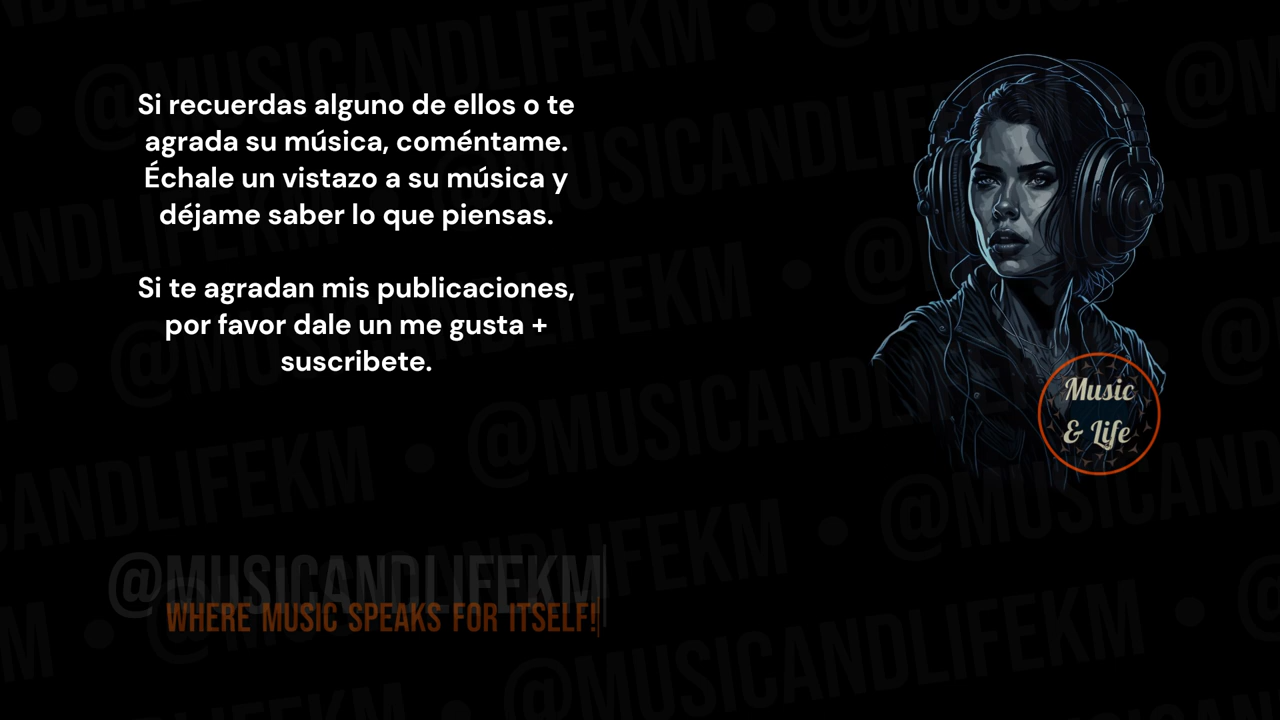 Si recuerdas alguno de ellos o te
agrada su música, coméntame.
Échale un vistazo a su música y
déjame saber lo que piensas.
Si te agradan mis publicaciones,
por favor dale un me gusta +
suscribete.
Music
& Life
@MUSICANDLIFEKM
WHERE MUSIC SPEAKS FOR ITSELF!